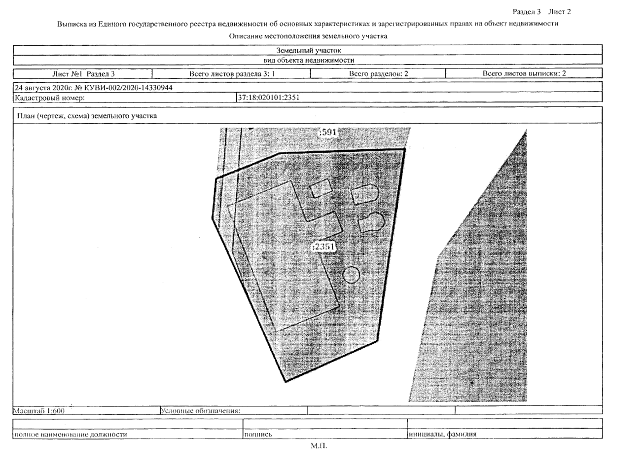 Раздел 3 Лист 2
Выписка из Единого государственного реестра недвижимости об основных характеристиках и зарегистрированных правах на объект недвижимости
Описание местоположения земельного участка
Земельный участок
вид объекта недвижимости
Лист №1 Раздел 3 Всего листов раздела 3: 1 Всего разделов: 2 Всего листов выписки: 2
24 августа 2020г. № КУВИ-002/2020-14330944
Кадастровый номер: 37:18:020101:2351
План (чертеж, схема) земельного участка
:591
:2351
Масштаб 1:600 Условные обозначения:
полное наименование должности подпись инициалы, фамилия
М.П.